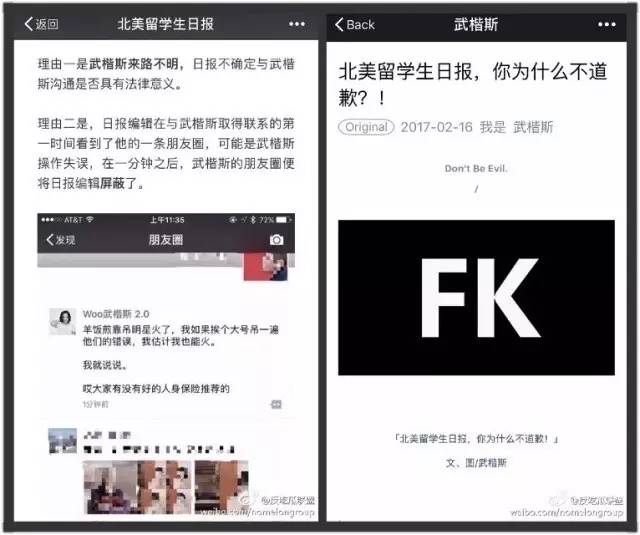 返回
北美留学生日报
理由一是武楷斯来路不明，日报不确定与武楷
斯沟通是否具有法律意义。
理由二是，日报编辑在与武楷斯取得联系的第
一时间看到了他的一条朋友圈，可能是武楷斯
操作失误，在一分钟之后，武楷斯的朋友圈便
将日报编辑屏蔽了。
AT&T
上午11:35
72%
发现
朋友圈
Woo武楷斯 2.0
羊饭煎靠吊明星火了，我如果挨个大号吊一遍
他们的错误，我估计我也能火。
我就说说。
哎大家有没有好的人身保险推荐的
1分钟前
@反吃瓜联盟
weibo.com/nomelongroup
Back
武楷斯
北美留学生日报，你为什么不道
歉？！
Original 2017-02-16 我是 武楷斯
Don't Be Evil.
/
FK
「北美留学生日报，你为什么不道歉！」
文、图/武楷斯
@反吃瓜联盟
weibo.com/nomelongroup